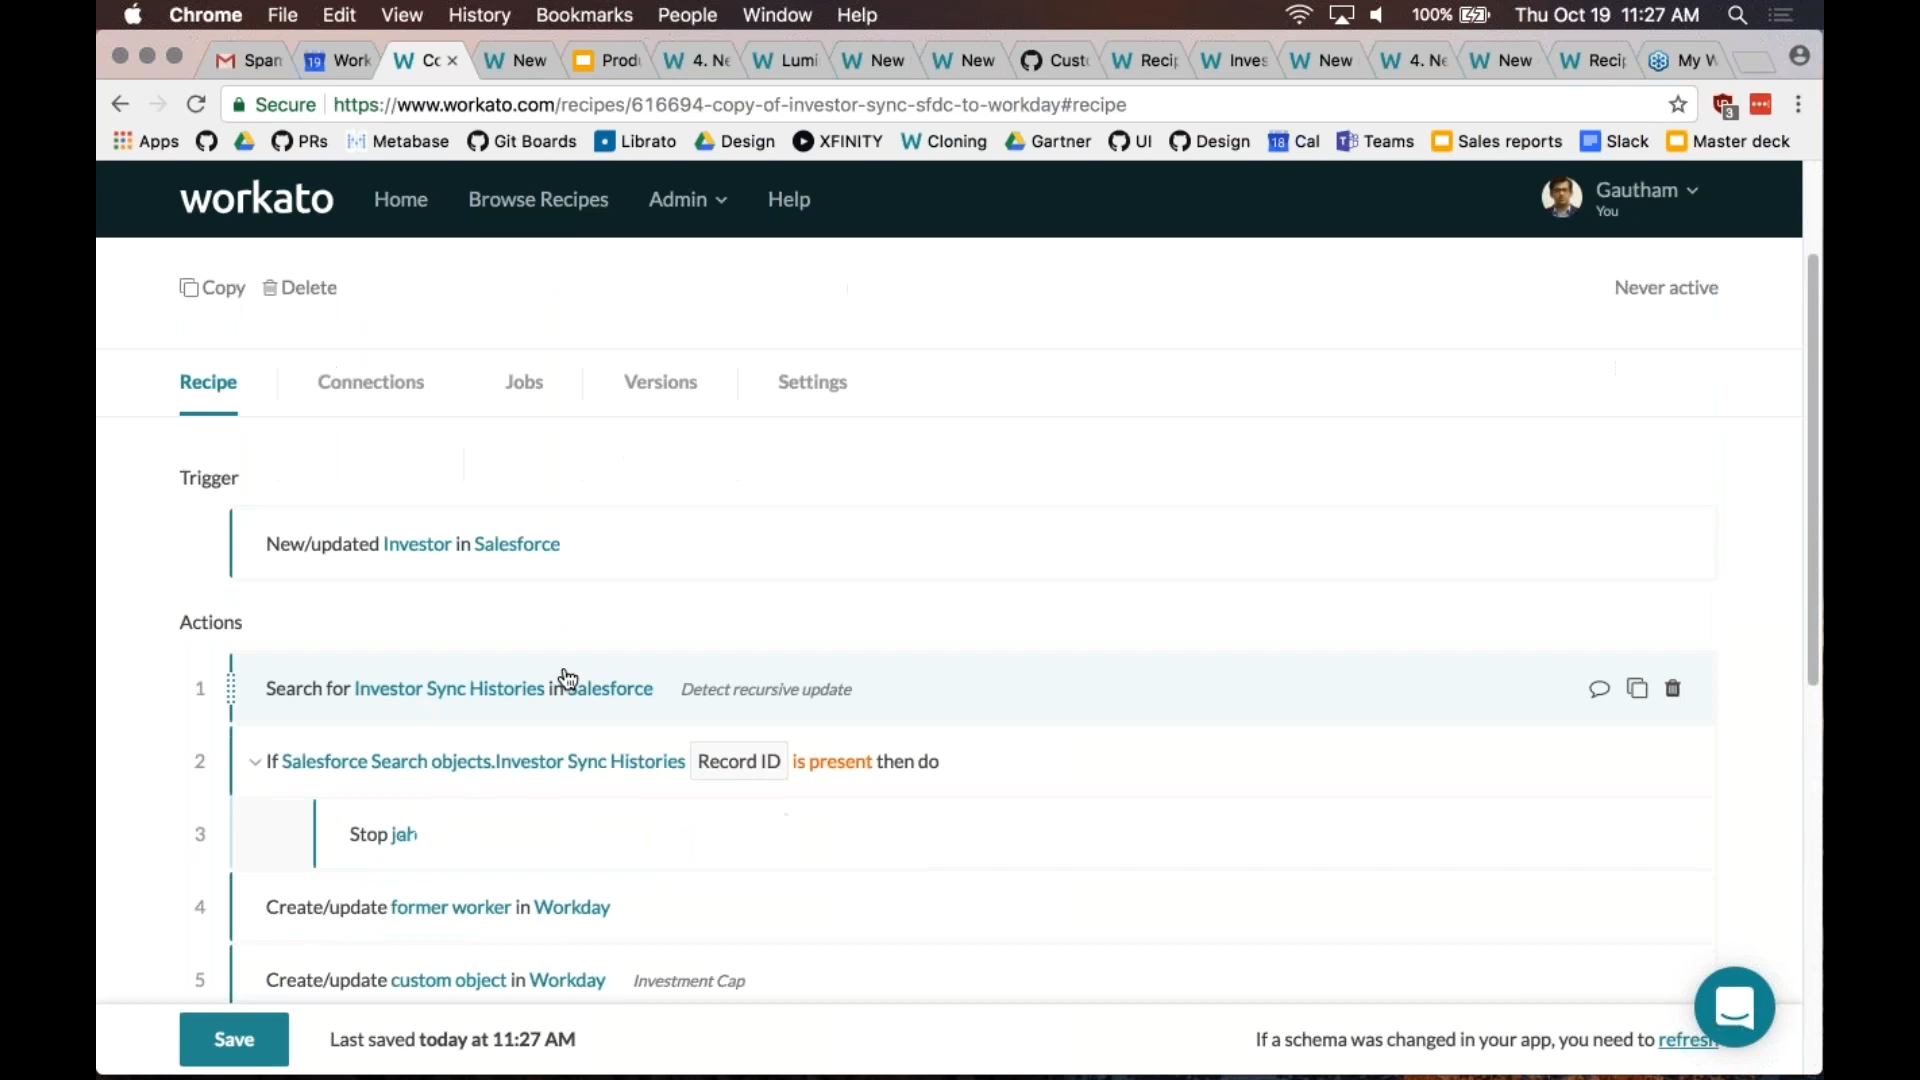 Chrome File Edit View History Bookmarks People Window Help 100% Thu Oct 19 11:27 AM
Span 19 Work Co New Produ 4. Ne Lumi New New Custo Recip Inves New 4. Ne New Recip My W
Secure https://www.workato.com/recipes/616694-copy-of-investor-sync-sfdc-to-workday#recipe 3
Apps PRs Metabase Git Boards Librato Design XFINITY Cloning Gartner UI Design 18 Cal Teams Sales reports Slack Master deck
workato Home Browse Recipes Admin Help Gautham
You
Copy Delete Never active
Recipe Connections Jobs Versions Settings
Trigger
New/updated Investor in Salesforce
Actions
1 Search for Investor Sync Histories in Salesforce Detect recursive update
2 If Salesforce Search objects.Investor Sync Histories Record ID is present then do
3 Stop
4 Create/update former worker in Workday
5 Create/update custom object in Workday Investment Cap
Save Last saved today at 11:27 AM If a schema was changed in your app, you need to refresh